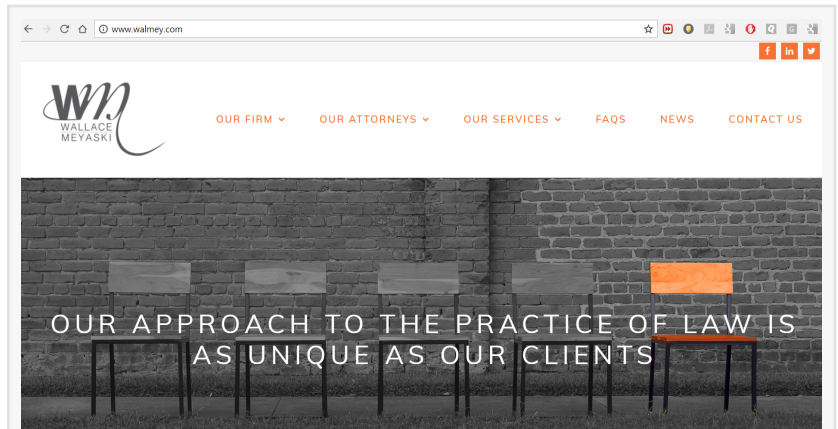 www.walmey.com
WM
WALLACE
MEYASKI
OUR FIRM
OUR ATTORNEYS
OUR SERVICES
FAQS
NEWS
CONTACT US
OUR APPROACH TO THE PRACTICE OF LAW IS
AS UNIQUE AS OUR CLIENTS